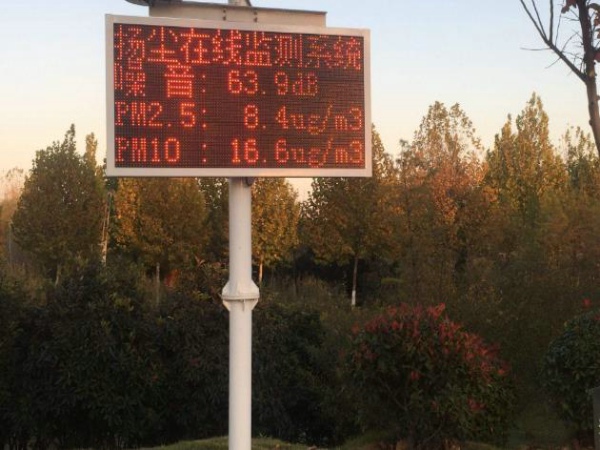 扬尘在线监测系统
噪 音: 63.9dB
PM2.5: 8.4ug/m3
PM10 : 16.6ug/m3